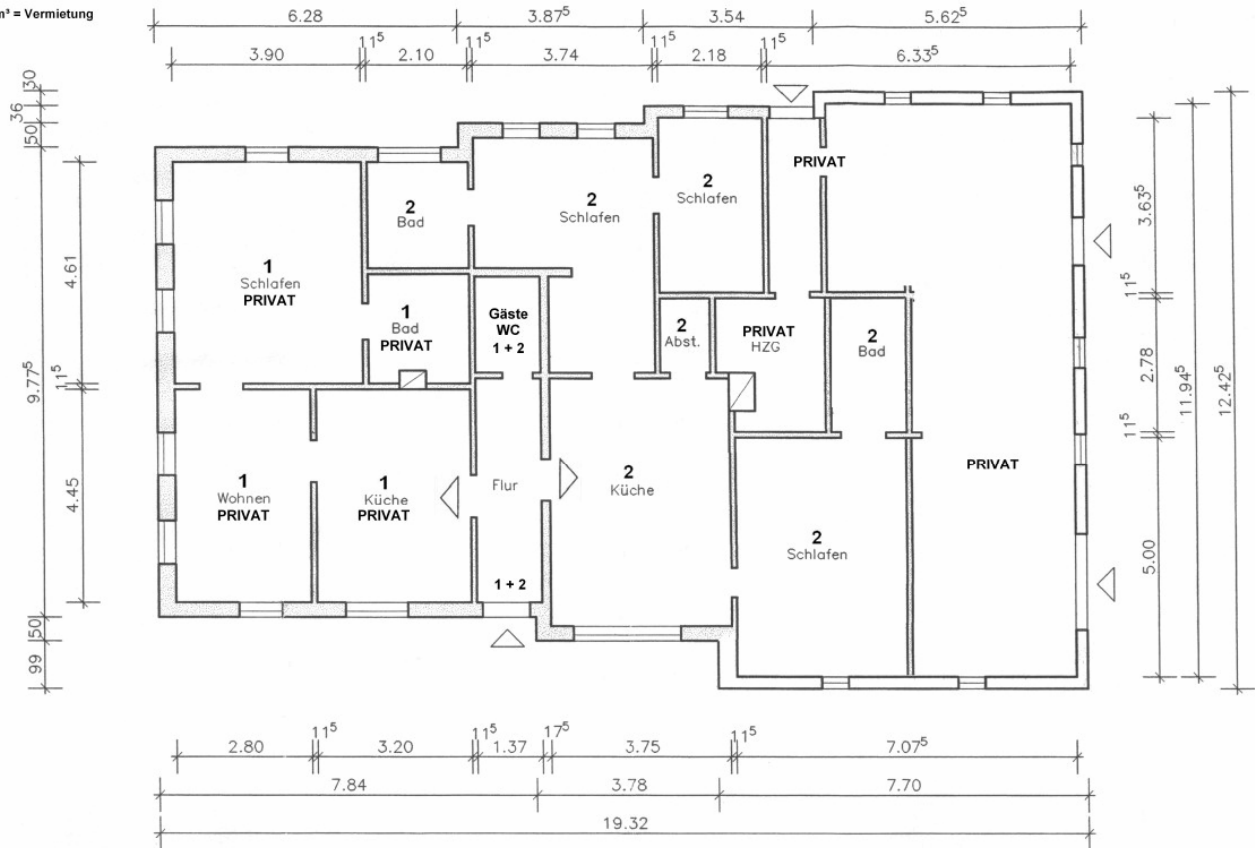 m³ = Vermietung
6.28
3.87⁵
3.54
5.62⁵
11⁵
11⁵
11⁵
11⁵
3.90
2.10
3.74
2.18
6.33⁵
30
36
50
9.77⁵
50
99
4.61
11⁵
4.45
2
Bad
2
Schlafen
2
Schlafen
PRIVAT
1
Schlafen
PRIVAT
1
Bad
PRIVAT
Gäste
WC
1 + 2
2
Abst.
PRIVAT
HZG
2
Bad
1
Wohnen
PRIVAT
1
Küche
PRIVAT
Flur
1 + 2
2
Küche
2
Schlafen
PRIVAT
3.63⁵
11⁵
2.78
11⁵
5.00
11.94⁵
12.42⁵
11⁵
11⁵
17⁵
11⁵
2.80
3.20
1.37
3.75
7.07⁵
7.84
3.78
7.70
19.32